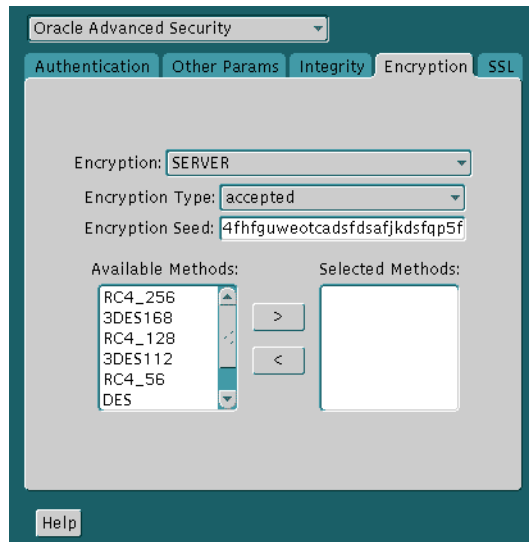 Oracle Advanced Security
Authentication Other Params Integrity Encryption SSL
Encryption: SERVER
Encryption Type: accepted
Encryption Seed: 4fhfguweotcadsfdsafjkdsfqp5f
Available Methods: Selected Methods:
RC4_256
3DES168
>
RC4_128
3DES112
<
RC4_56
DES
Help